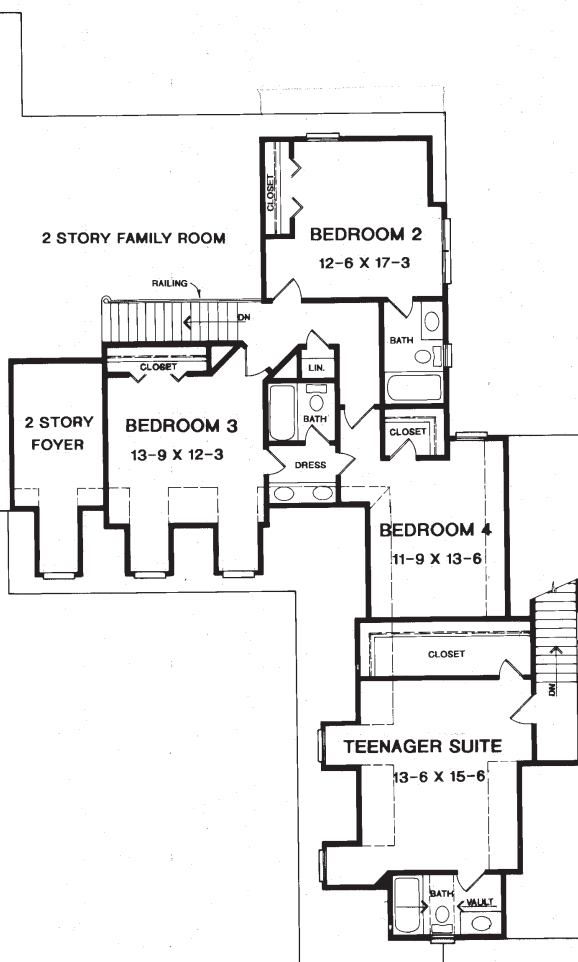 CLOSET
2 STORY FAMILY ROOM
BEDROOM 2
12-6 X 17-3
RAILING
DN
BATH
CLOSET
LIN.
2 STORY
FOYER
BEDROOM 3
13-9 X 12-3
BATH
CLOSET
DRESS
BEDROOM 4
11-9 X 13-6
CLOSET
DN
TEENAGER SUITE
13-6 X 15-6
BATH
VAULT